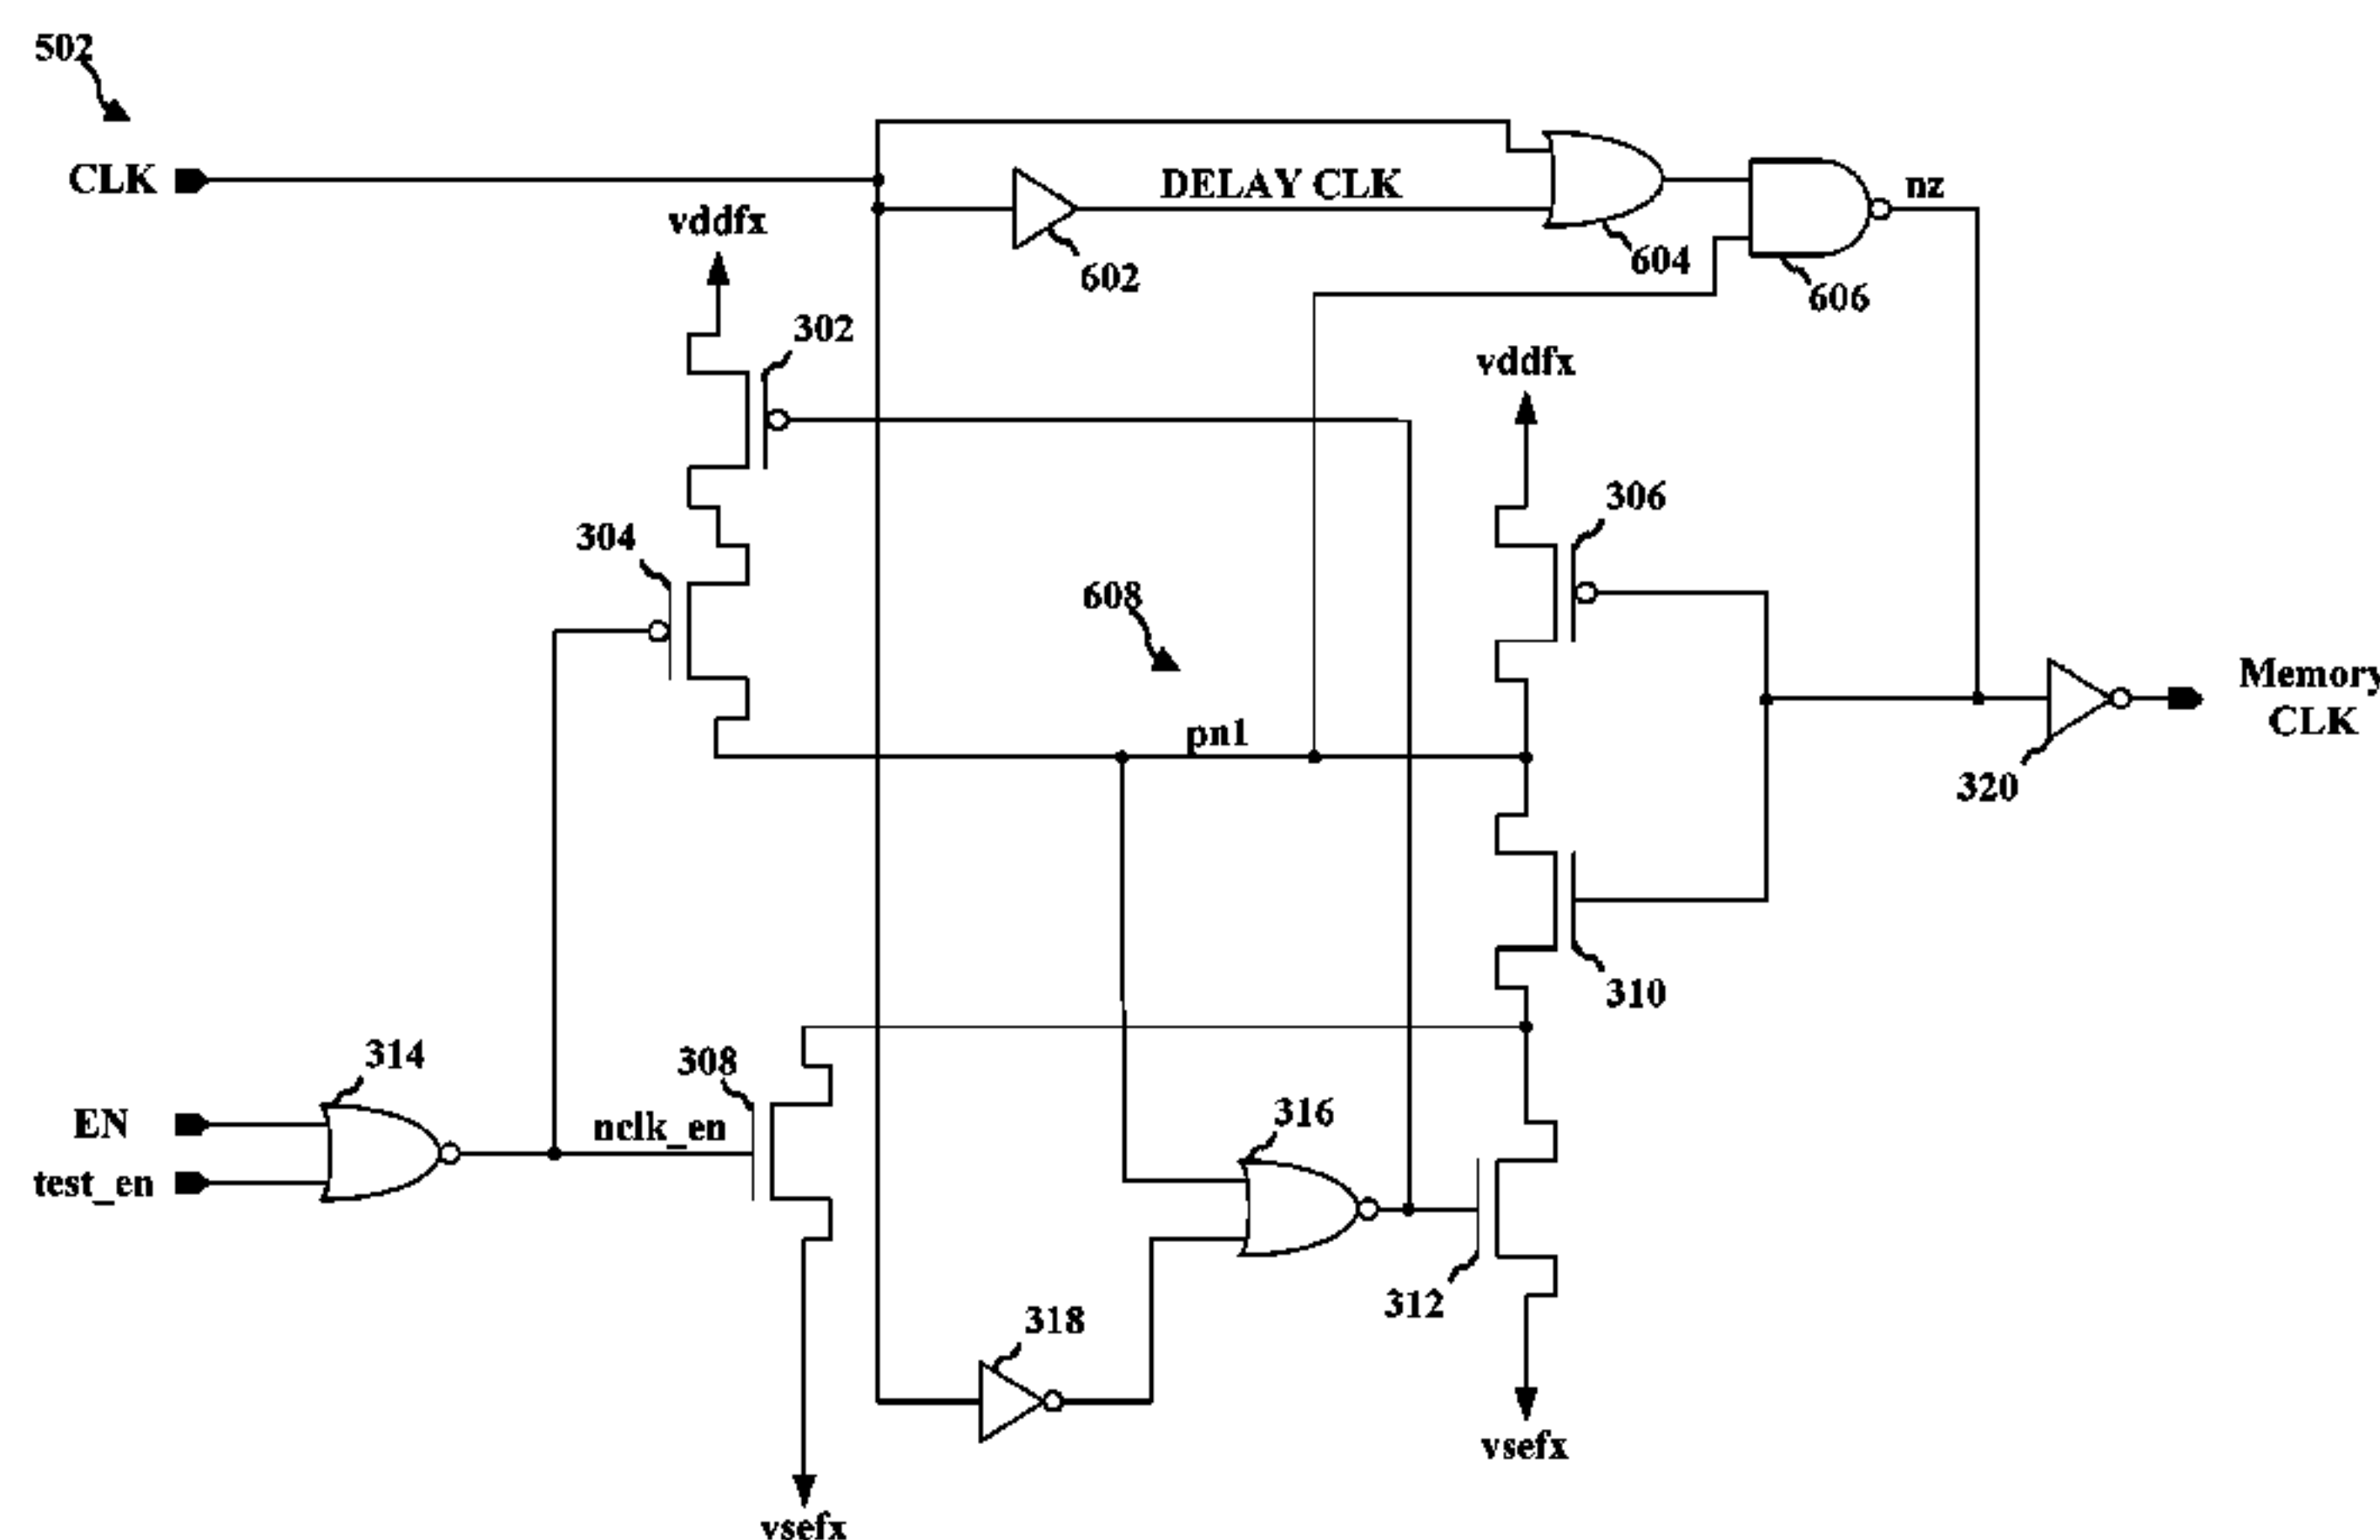 502
CLK
DELAY CLK
nz
vddfx
602
604
606
302
vddfx
306
304
608
Memory
CLK
pn1
320
310
314
308
EN
nclk_en
316
test_en
312
318
vsefx
vsefx